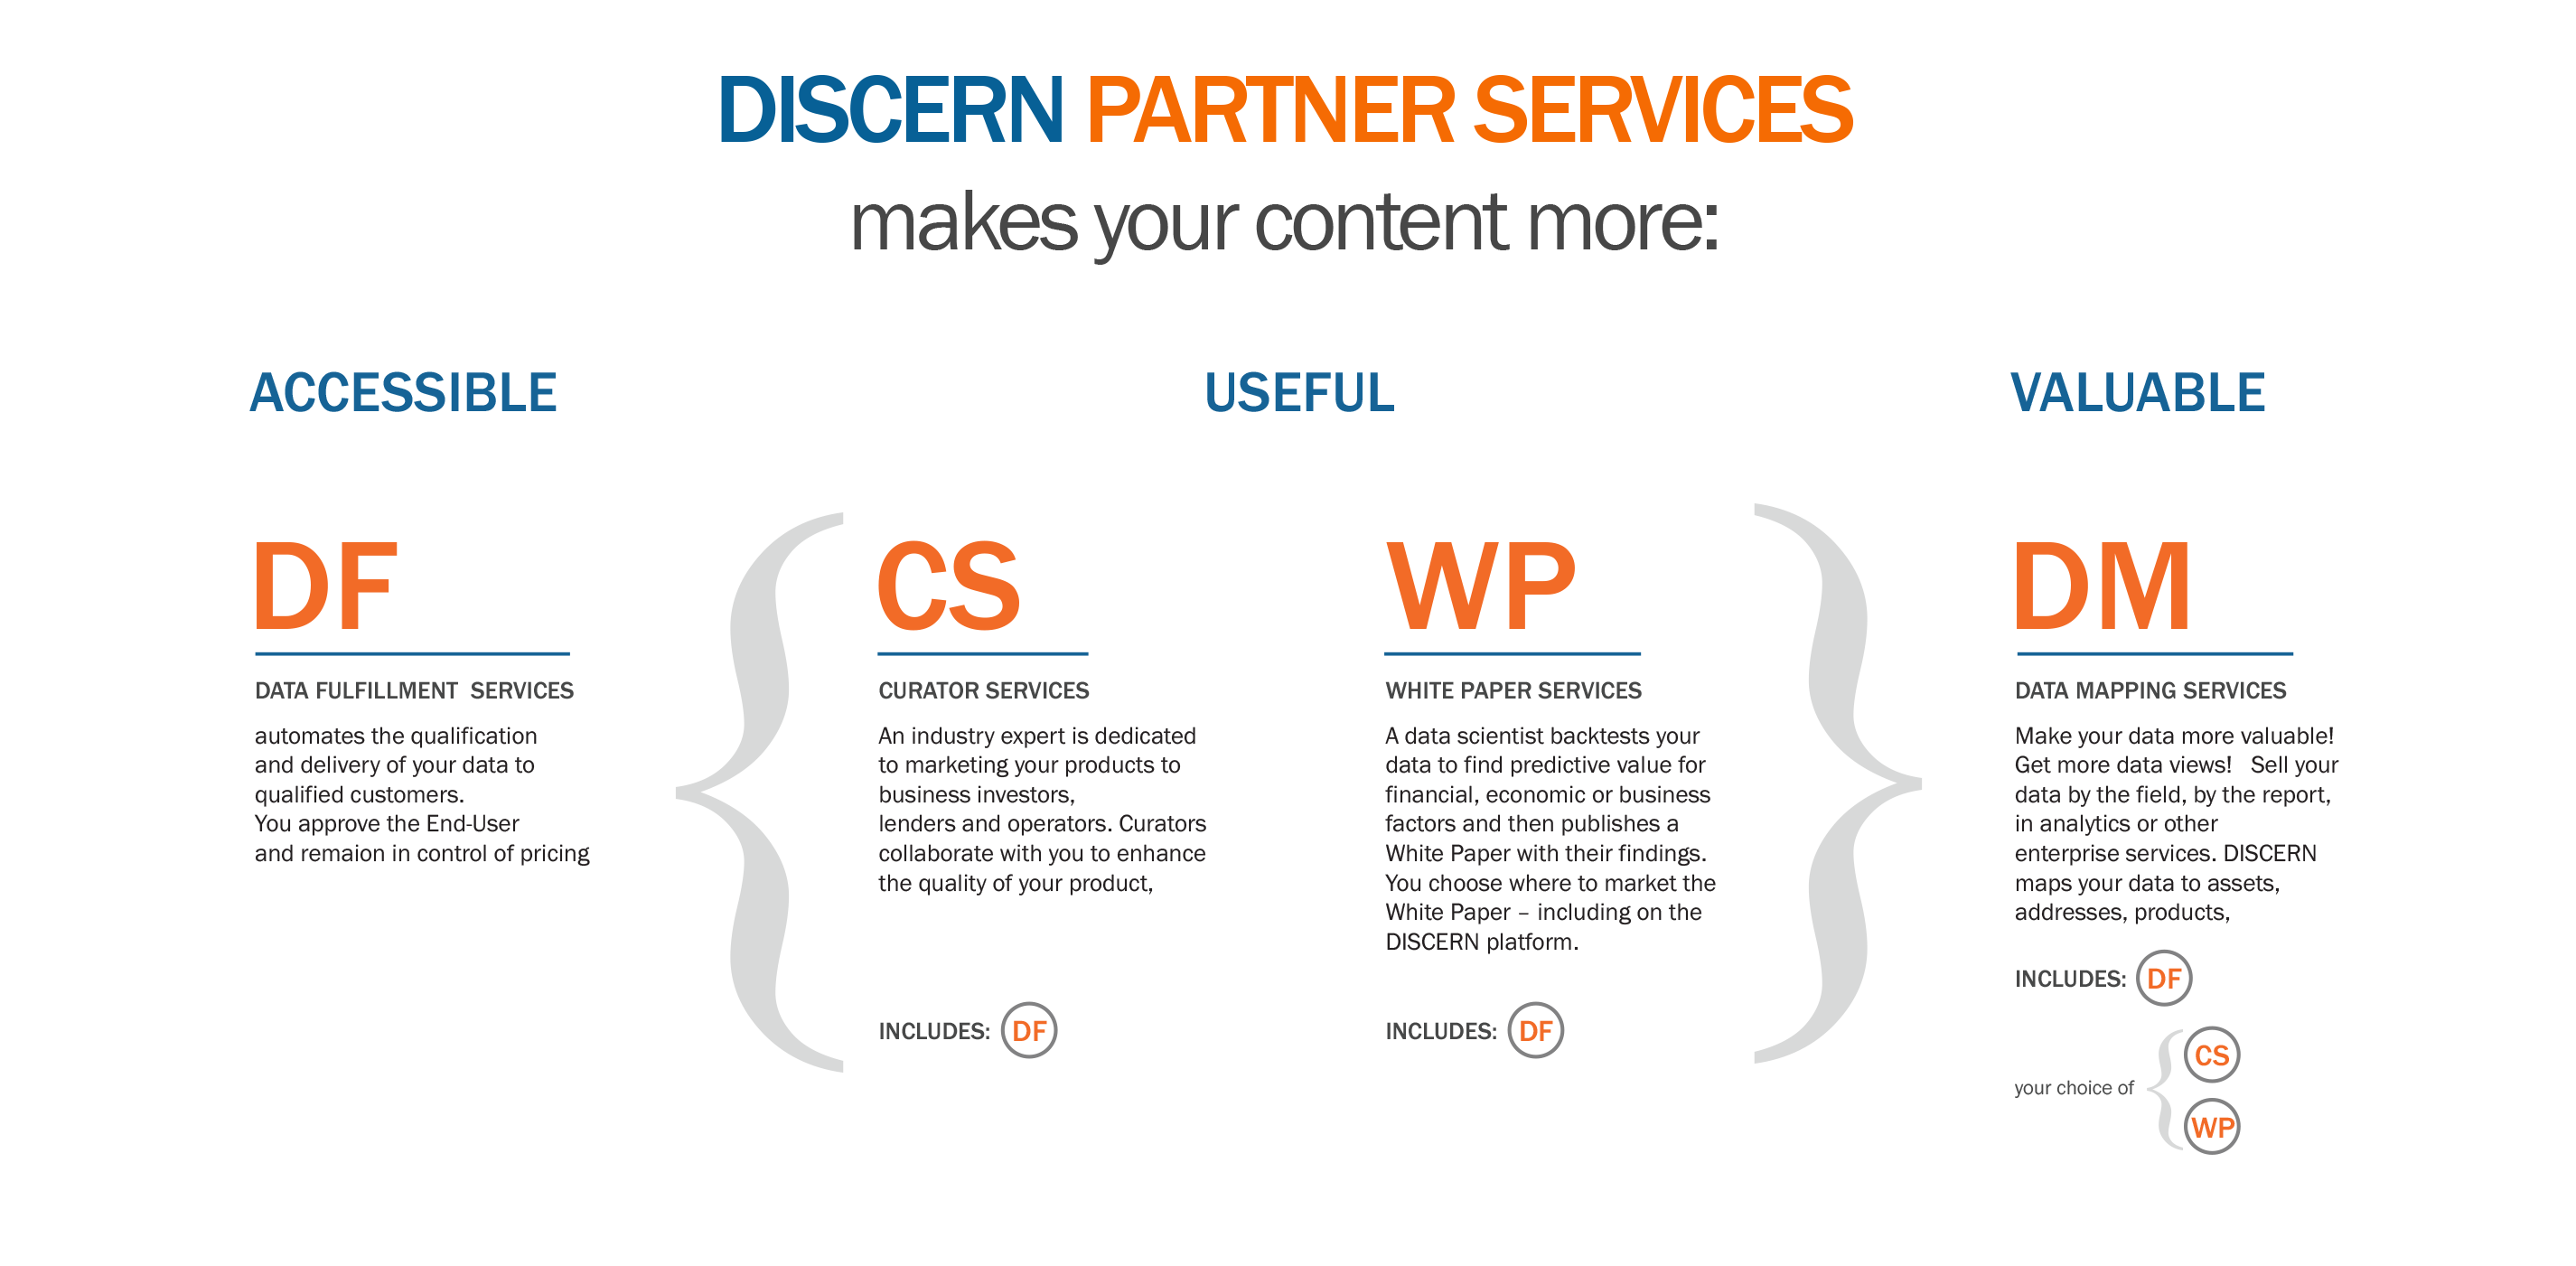 DISCERN PARTNER SERVICES
makes your content more:
ACCESSIBLE
USEFUL
VALUABLE
DF
DATA FULFILLMENT  SERVICES
automates the qualification
and delivery of your data to
qualified customers.
You approve the End-User
and remaion in control of pricing
CS
CURATOR SERVICES
An industry expert is dedicated
to marketing your products to
business investors,
lenders and operators. Curators
collaborate with you to enhance
the quality of your product,
INCLUDES: DF
WP
WHITE PAPER SERVICES
A data scientist backtests your
data to find predictive value for
financial, economic or business
factors and then publishes a
White Paper with their findings.
You choose where to market the
White Paper – including on the
DISCERN platform.
INCLUDES: DF
DM
DATA MAPPING SERVICES
Make your data more valuable!
Get more data views!   Sell your
data by the field, by the report,
in analytics or other
enterprise services. DISCERN
maps your data to assets,
addresses, products,
INCLUDES: DF
CS
your choice of
WP